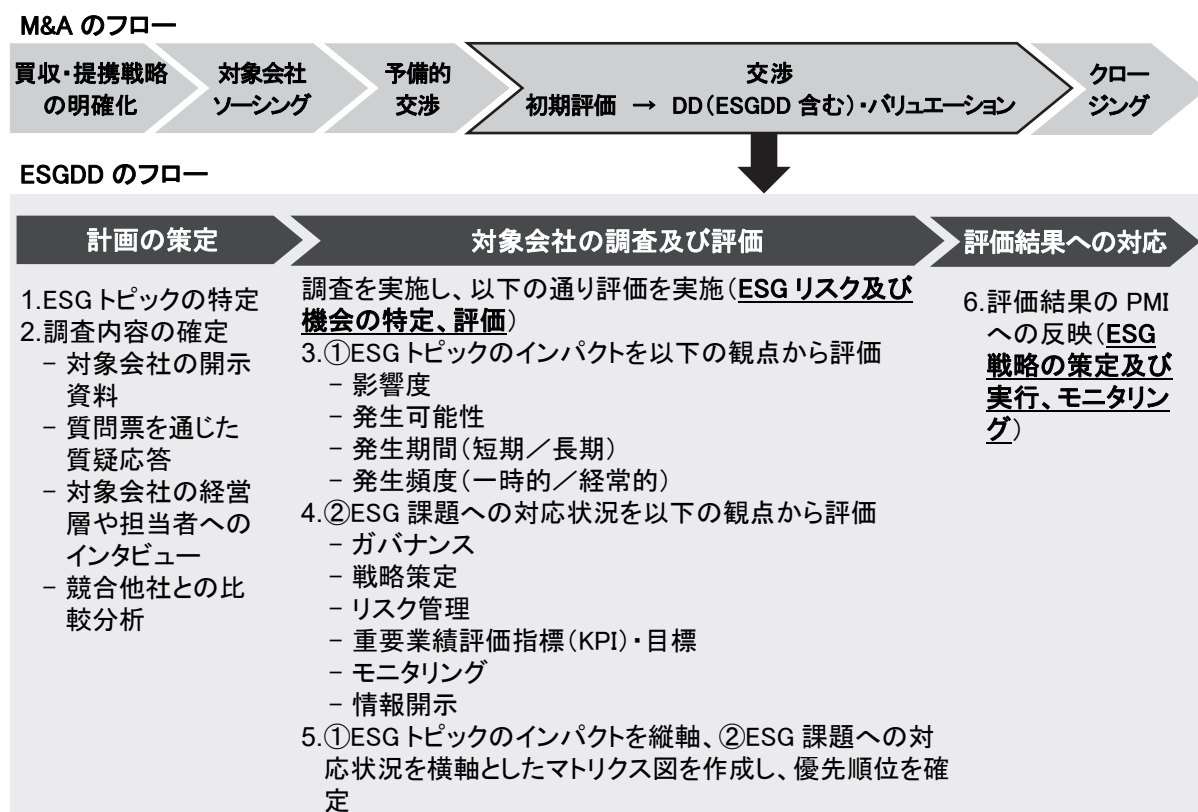 M&A のフロー
買収・提携戦略
の明確化
対象会社
ソーシング
予備的
交渉
交渉
初期評価 → DD(ESGDD 含む)・バリュエーション
クロー
ジング
ESGDD のフロー
計画の策定
1.ESGトピックの特定
2.調査内容の確定
− 対象会社の開示
資料
− 質問票を通じた
質疑応答
− 対象会社の経営
層や担当者への
インタビュー
− 競合他社との比
較分析
対象会社の調査及び評価
調査を実施し、以下の通り評価を実施(ESGリスク及び
機会の特定、評価)
3.①ESGトピックのインパクトを以下の観点から評価
− 影響度
− 発生可能性
− 発生期間(短期/長期)
− 発生頻度(一時的/経常的)
4.②ESG 課題への対応状況を以下の観点から評価
− ガバナンス
− 戦略策定
− リスク管理
− 重要業績評価指標(KPI)・目標
− モニタリング
− 情報開示
5.①ESGトピックのインパクトを縦軸、②ESG 課題への対
応状況を横軸としたマトリクス図を作成し、優先順位を確
定
評価結果への対応
6.評価結果の PMI
への反映(ESG
戦略の策定及び
実行、モニタリン
グ)